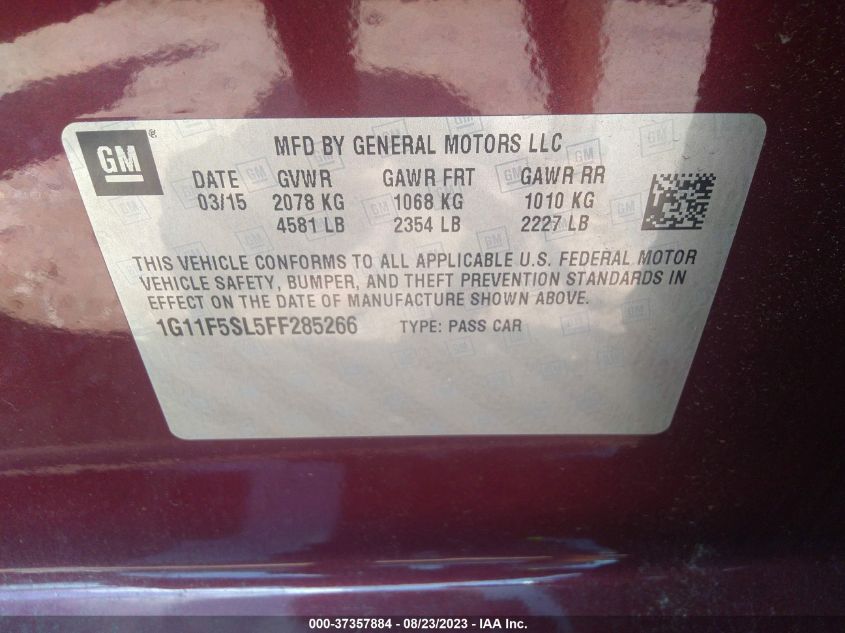 GM ®
MFD BY GENERAL MOTORS LLC
DATE GVWR GAWR FRT GAWR RR
03/15 2078 KG 1068 KG 1010 KG
4581 LB 2354 LB 2227 LB
THIS VEHICLE CONFORMS TO ALL APPLICABLE U.S. FEDERAL MOTOR
VEHICLE SAFETY, BUMPER, AND THEFT PREVENTION STANDARDS IN
EFFECT ON THE DATE OF MANUFACTURE SHOWN ABOVE.
1G11F5SL5FF285266 TYPE: PASS CAR
000-37357884 - 08/23/2023 - IAA Inc.